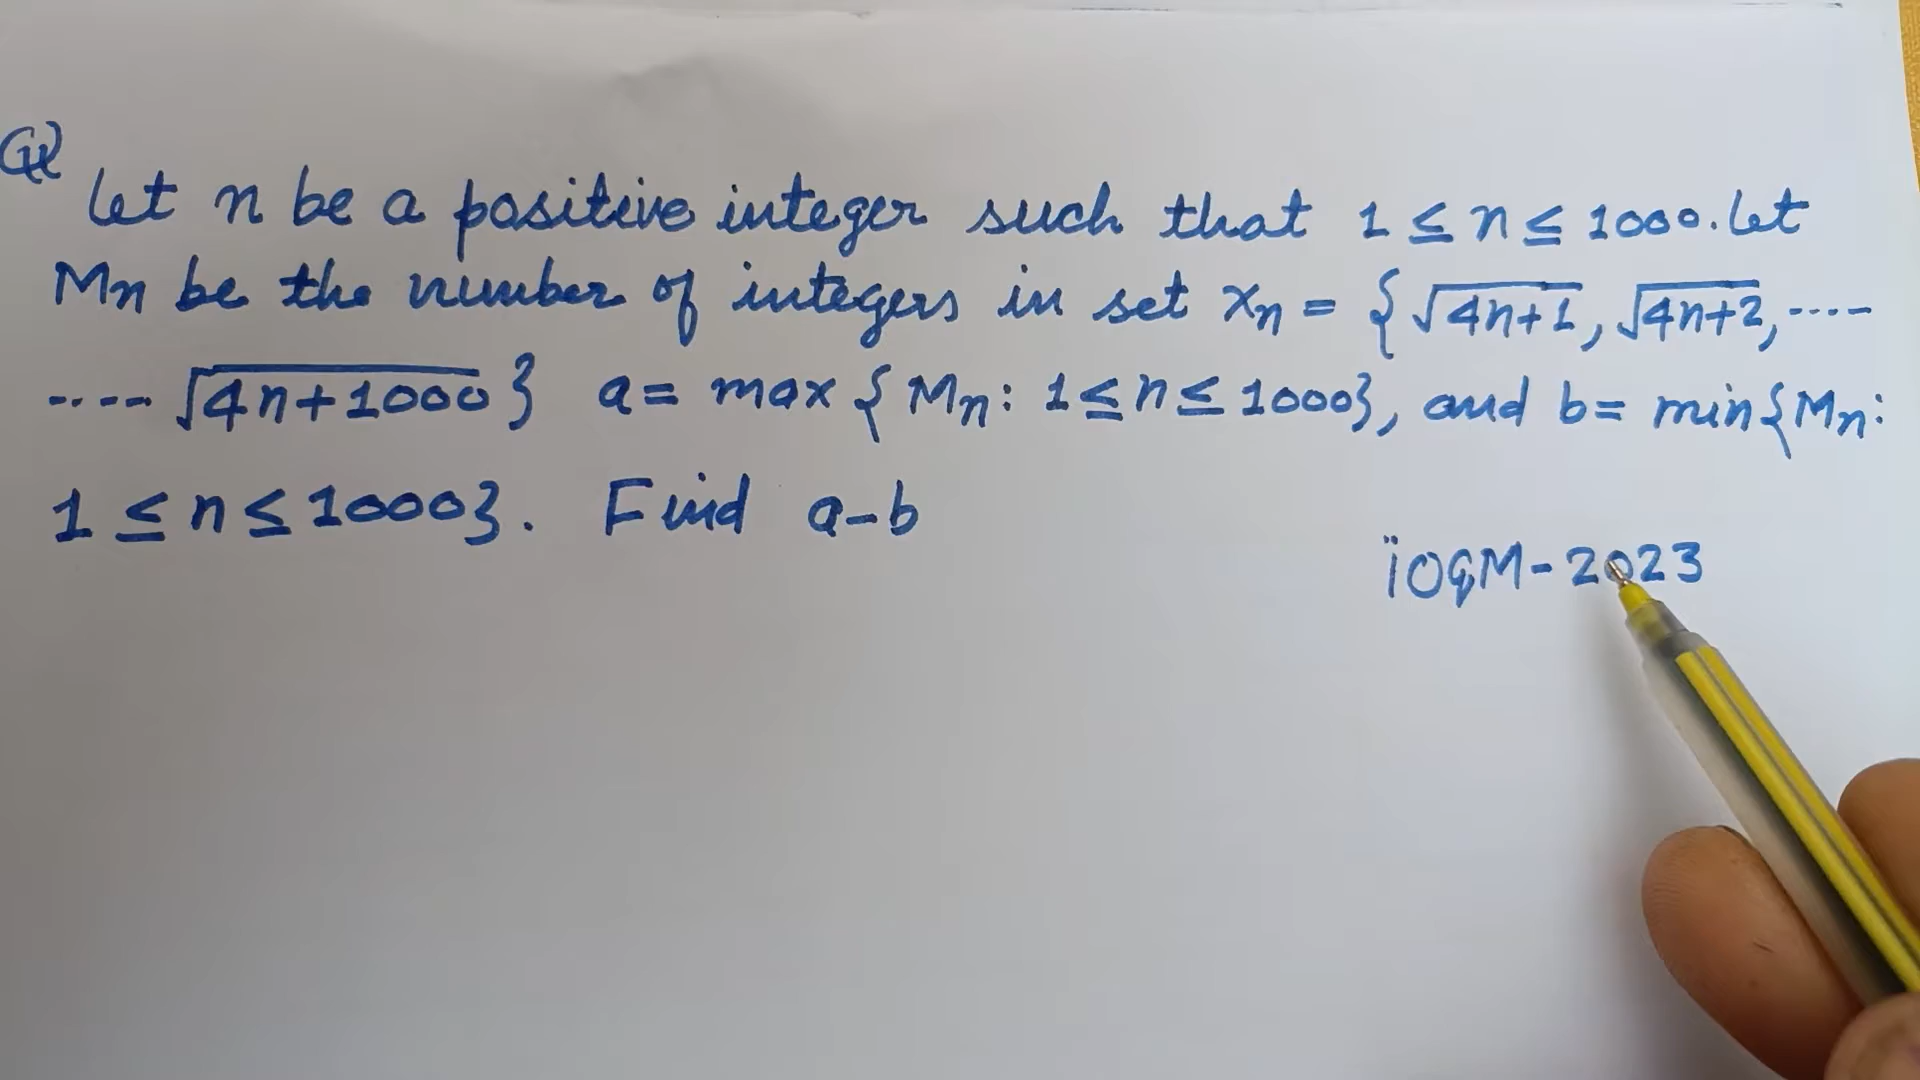 Q
Let n be a positive integer such that 1 ≤ n ≤ 1000. Let
Mn be the number of integers in set xn = {√4n+1, √4n+2, ----
---- √4n+1000} a = max {Mn: 1≤n≤1000}, and b= min{Mn:
1 ≤ n ≤ 1000}. Find a-b
IOQM-2023